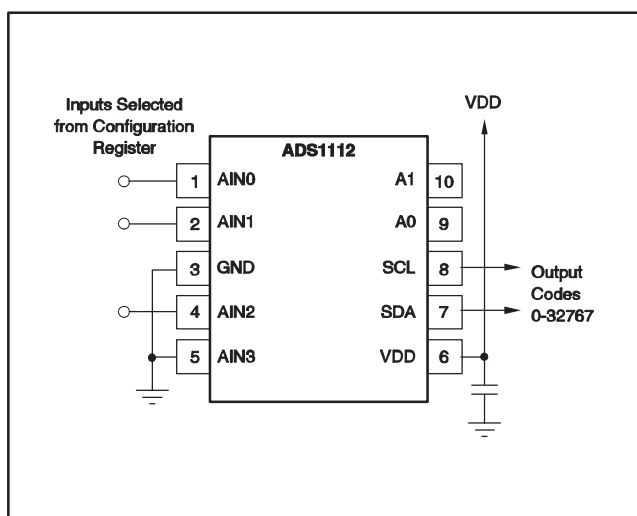 Inputs Selected
from Configuration
Register
VDD
ADS1112
1 AIN0 A1 10
2 AIN1 A0 9
3 GND SCL 8
4 AIN2 SDA 7
5 AIN3 VDD 6
Output
Codes
0-32767